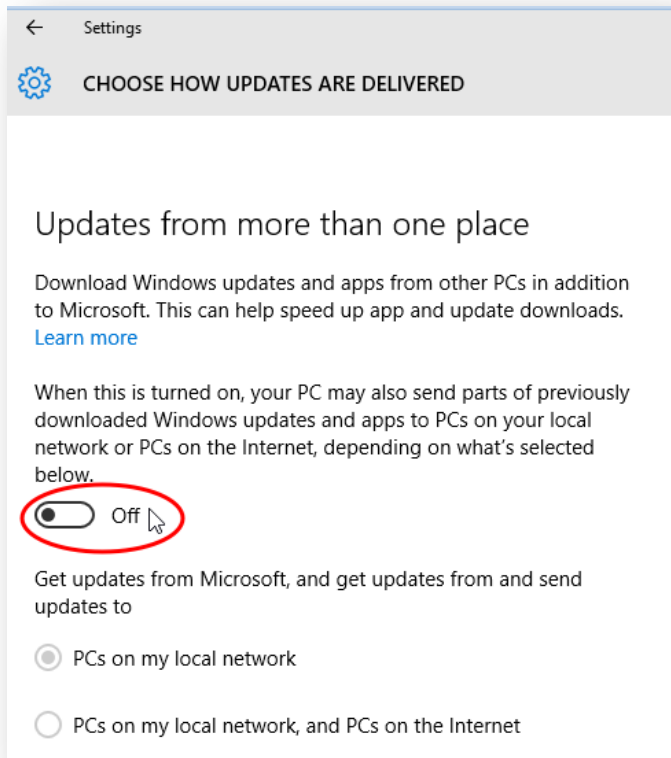 Settings
CHOOSE HOW UPDATES ARE DELIVERED
Updates from more than one place
Download Windows updates and apps from other PCs in addition
to Microsoft. This can help speed up app and update downloads.
Learn more
When this is turned on, your PC may also send parts of previously
downloaded Windows updates and apps to PCs on your local
network or PCs on the Internet, depending on what's selected
below.
Off
Get updates from Microsoft, and get updates from and send
updates to
PCs on my local network
PCs on my local network, and PCs on the Internet